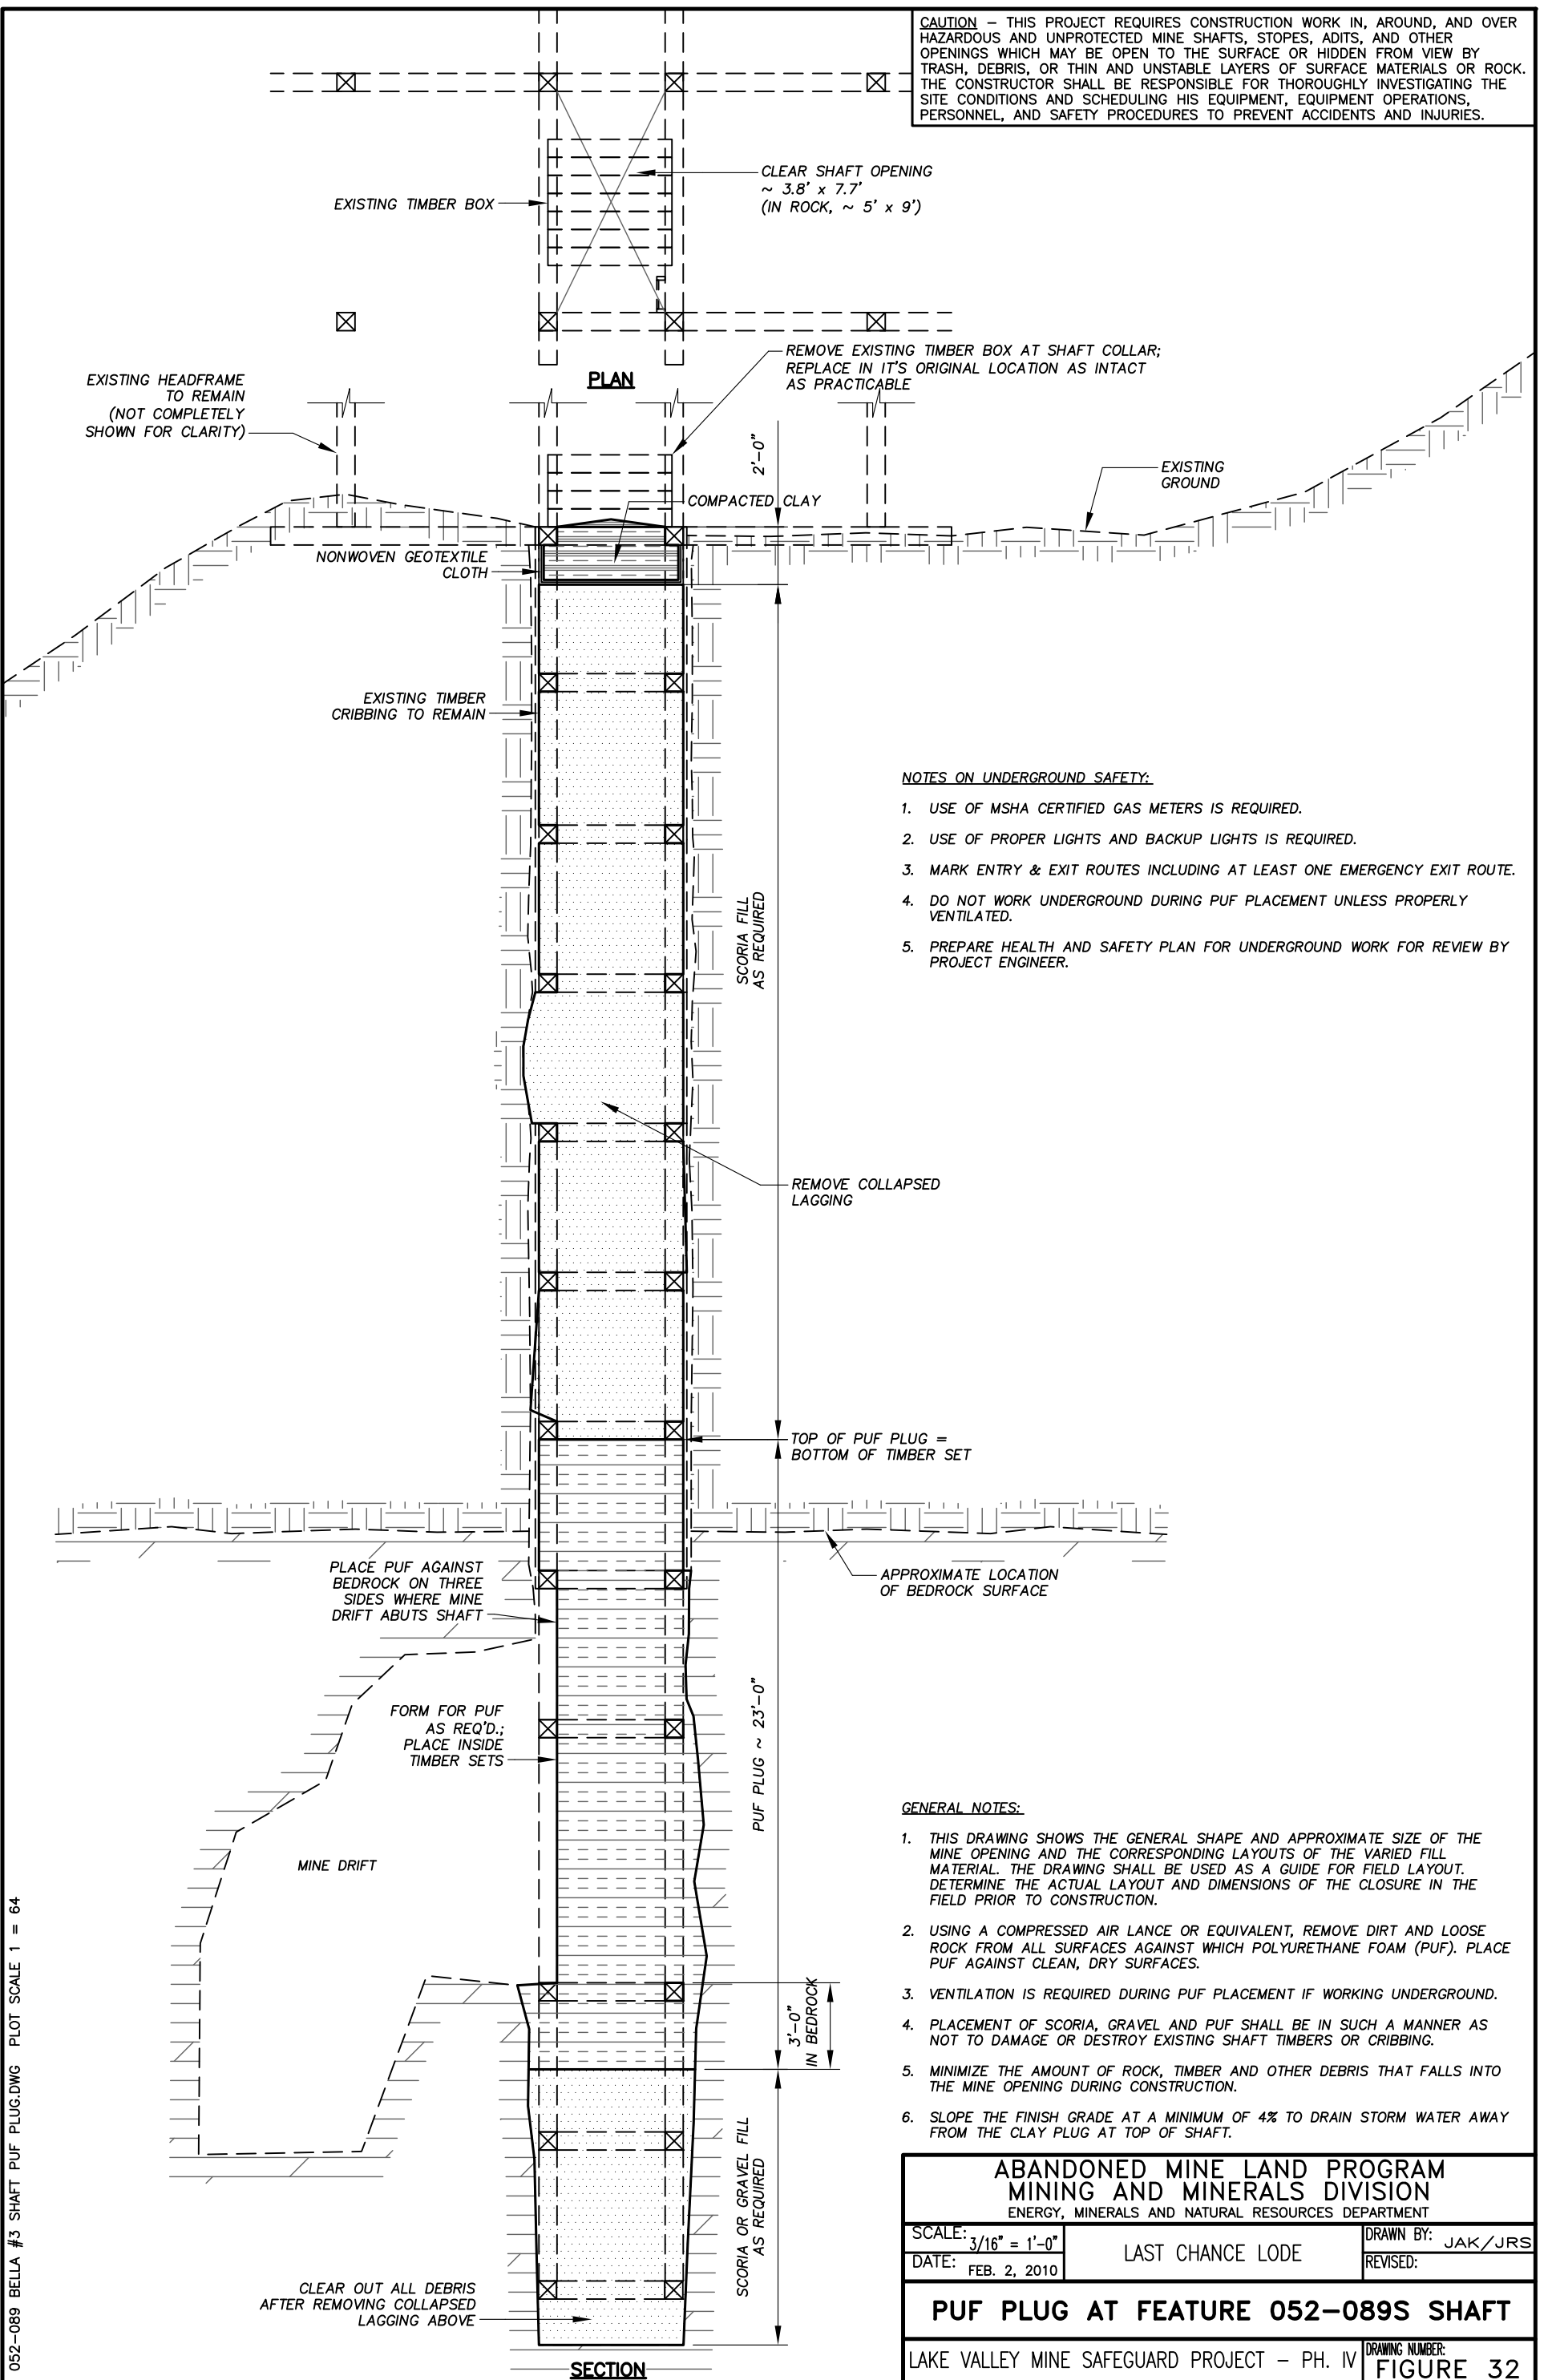 CAUTION – THIS PROJECT REQUIRES CONSTRUCTION WORK IN, AROUND, AND OVER
HAZARDOUS AND UNPROTECTED MINE SHAFTS, STOPES, ADITS, AND OTHER
OPENINGS WHICH MAY BE OPEN TO THE SURFACE OR HIDDEN FROM VIEW BY
TRASH, DEBRIS, OR THIN AND UNSTABLE LAYERS OF SURFACE MATERIALS OR ROCK.
THE CONSTRUCTOR SHALL BE RESPONSIBLE FOR THOROUGHLY INVESTIGATING THE
SITE CONDITIONS AND SCHEDULING HIS EQUIPMENT, EQUIPMENT OPERATIONS,
PERSONNEL, AND SAFETY PROCEDURES TO PREVENT ACCIDENTS AND INJURIES.
CLEAR SHAFT OPENING
~ 3.8' x 7.7'
(IN ROCK, ~ 5' x 9')
EXISTING TIMBER BOX
PLAN
REMOVE EXISTING TIMBER BOX AT SHAFT COLLAR;
REPLACE IN IT'S ORIGINAL LOCATION AS INTACT
AS PRACTICABLE
EXISTING HEADFRAME
TO REMAIN
(NOT COMPLETELY
SHOWN FOR CLARITY)
2'-0"
EXISTING
GROUND
COMPACTED CLAY
NONWOVEN GEOTEXTILE
CLOTH
EXISTING TIMBER
CRIBBING TO REMAIN
NOTES ON UNDERGROUND SAFETY:
1. USE OF MSHA CERTIFIED GAS METERS IS REQUIRED.
2. USE OF PROPER LIGHTS AND BACKUP LIGHTS IS REQUIRED.
3. MARK ENTRY & EXIT ROUTES INCLUDING AT LEAST ONE EMERGENCY EXIT ROUTE.
4. DO NOT WORK UNDERGROUND DURING PUF PLACEMENT UNLESS PROPERLY
VENTILATED.
5. PREPARE HEALTH AND SAFETY PLAN FOR UNDERGROUND WORK FOR REVIEW BY
PROJECT ENGINEER.
SCORIA FILL
AS REQUIRED
REMOVE COLLAPSED
LAGGING
TOP OF PUF PLUG =
BOTTOM OF TIMBER SET
PLACE PUF AGAINST
BEDROCK ON THREE
SIDES WHERE MINE
DRIFT ABUTS SHAFT
APPROXIMATE LOCATION
OF BEDROCK SURFACE
FORM FOR PUF
AS REQ'D.;
PLACE INSIDE
TIMBER SETS
PUF PLUG ~ 23'-0"
MINE DRIFT
GENERAL NOTES:
1. THIS DRAWING SHOWS THE GENERAL SHAPE AND APPROXIMATE SIZE OF THE
MINE OPENING AND THE CORRESPONDING LAYOUTS OF THE VARIED FILL
MATERIAL. THE DRAWING SHALL BE USED AS A GUIDE FOR FIELD LAYOUT.
DETERMINE THE ACTUAL LAYOUT AND DIMENSIONS OF THE CLOSURE IN THE
FIELD PRIOR TO CONSTRUCTION.
2. USING A COMPRESSED AIR LANCE OR EQUIVALENT, REMOVE DIRT AND LOOSE
ROCK FROM ALL SURFACES AGAINST WHICH POLYURETHANE FOAM (PUF). PLACE
PUF AGAINST CLEAN, DRY SURFACES.
3. VENTILATION IS REQUIRED DURING PUF PLACEMENT IF WORKING UNDERGROUND.
4. PLACEMENT OF SCORIA, GRAVEL AND PUF SHALL BE IN SUCH A MANNER AS
NOT TO DAMAGE OR DESTROY EXISTING SHAFT TIMBERS OR CRIBBING.
5. MINIMIZE THE AMOUNT OF ROCK, TIMBER AND OTHER DEBRIS THAT FALLS INTO
THE MINE OPENING DURING CONSTRUCTION.
6. SLOPE THE FINISH GRADE AT A MINIMUM OF 4% TO DRAIN STORM WATER AWAY
FROM THE CLAY PLUG AT TOP OF SHAFT.
3'-0"
IN BEDROCK
SCORIA OR GRAVEL FILL
AS REQUIRED
CLEAR OUT ALL DEBRIS
AFTER REMOVING COLLAPSED
LAGGING ABOVE
SECTION
052-089 BELLA #3 SHAFT PUF PLUG.DWG PLOT SCALE 1 = 64
ABANDONED MINE LAND PROGRAM
MINING AND MINERALS DIVISION
ENERGY, MINERALS AND NATURAL RESOURCES DEPARTMENT
SCALE: 3/16" = 1'-0"
DATE: FEB. 2, 2010
LAST CHANCE LODE
DRAWN BY: JAK/JRS
REVISED:
PUF PLUG AT FEATURE 052-089S SHAFT
LAKE VALLEY MINE SAFEGUARD PROJECT – PH. IV
DRAWING NUMBER:
FIGURE 32